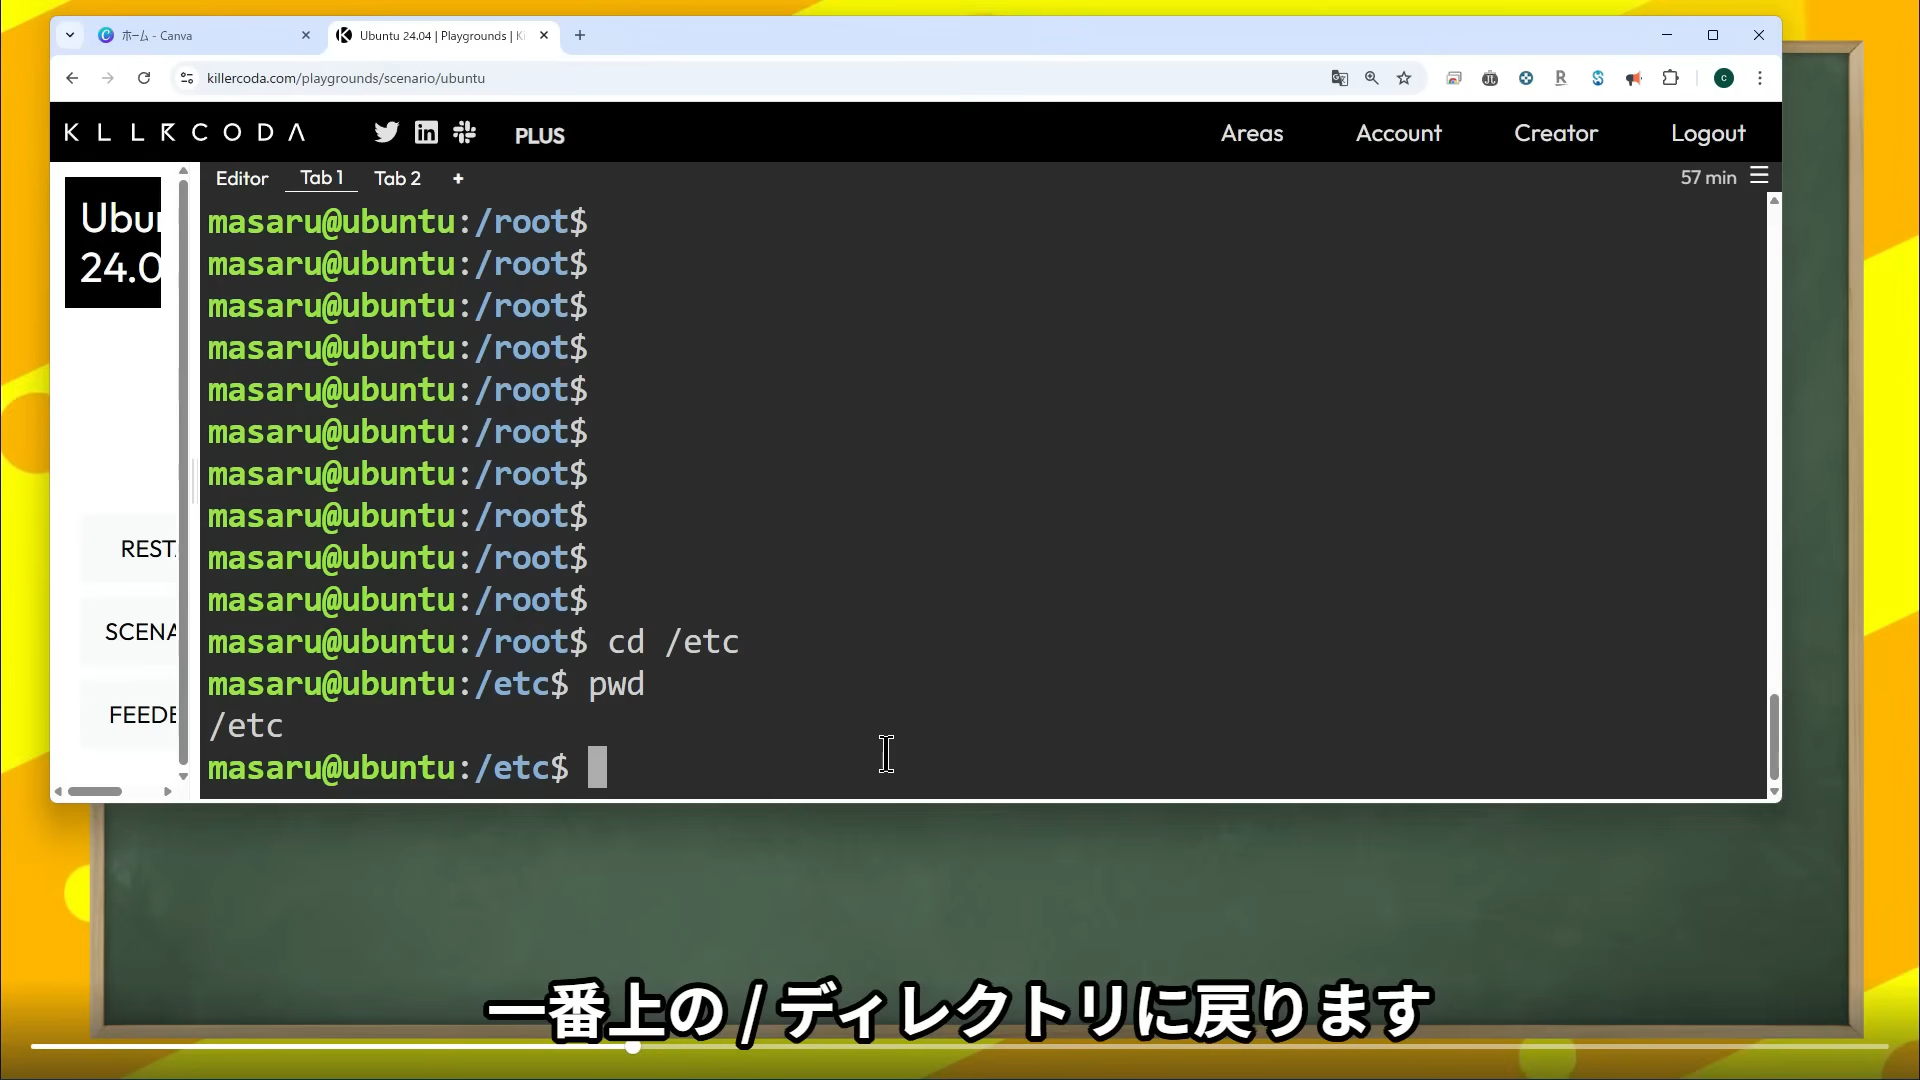 ホーム - Canva
Ubuntu 24.04 | Playgrounds |
killercoda.com/playgrounds/scenario/ubuntu
KLLRCODA
PLUS
Areas
Account
Creator
Logout
Editor
Tab 1
Tab 2
+
57 min
Ubun
24.0
REST
SCENA
FEEDE
masaru@ubuntu:/root$
masaru@ubuntu:/root$
masaru@ubuntu:/root$
masaru@ubuntu:/root$
masaru@ubuntu:/root$
masaru@ubuntu:/root$
masaru@ubuntu:/root$
masaru@ubuntu:/root$
masaru@ubuntu:/root$
masaru@ubuntu:/root$
masaru@ubuntu:/root$ cd /etc
masaru@ubuntu:/etc$ pwd
/etc
masaru@ubuntu:/etc$
一番上の / ディレクトリに戻ります